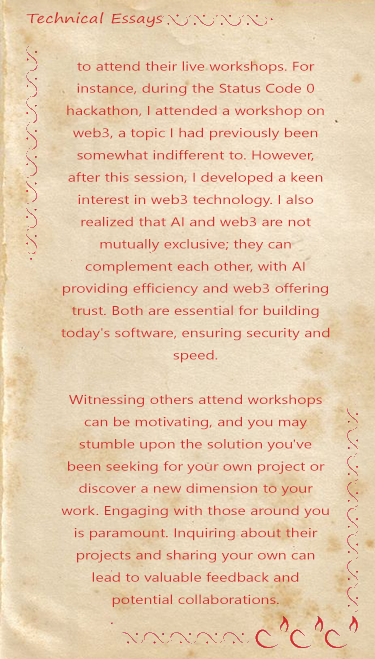 Technical Essays
to attend their live workshops. For
instance, during the Status Code 0
hackathon, I attended a workshop on
web3, a topic I had previously been
somewhat indifferent to. However,
after this session, I developed a keen
interest in web3 technology. I also
realized that AI and web3 are not
mutually exclusive; they can
complement each other, with AI
providing efficiency and web3 offering
trust. Both are essential for building
today's software, ensuring security and
speed.
Witnessing others attend workshops
can be motivating, and you may
stumble upon the solution you've
been seeking for your own project or
discover a new dimension to your
work. Engaging with those around you
is paramount. Inquiring about their
projects and sharing your own can
lead to valuable feedback and
potential collaborations.